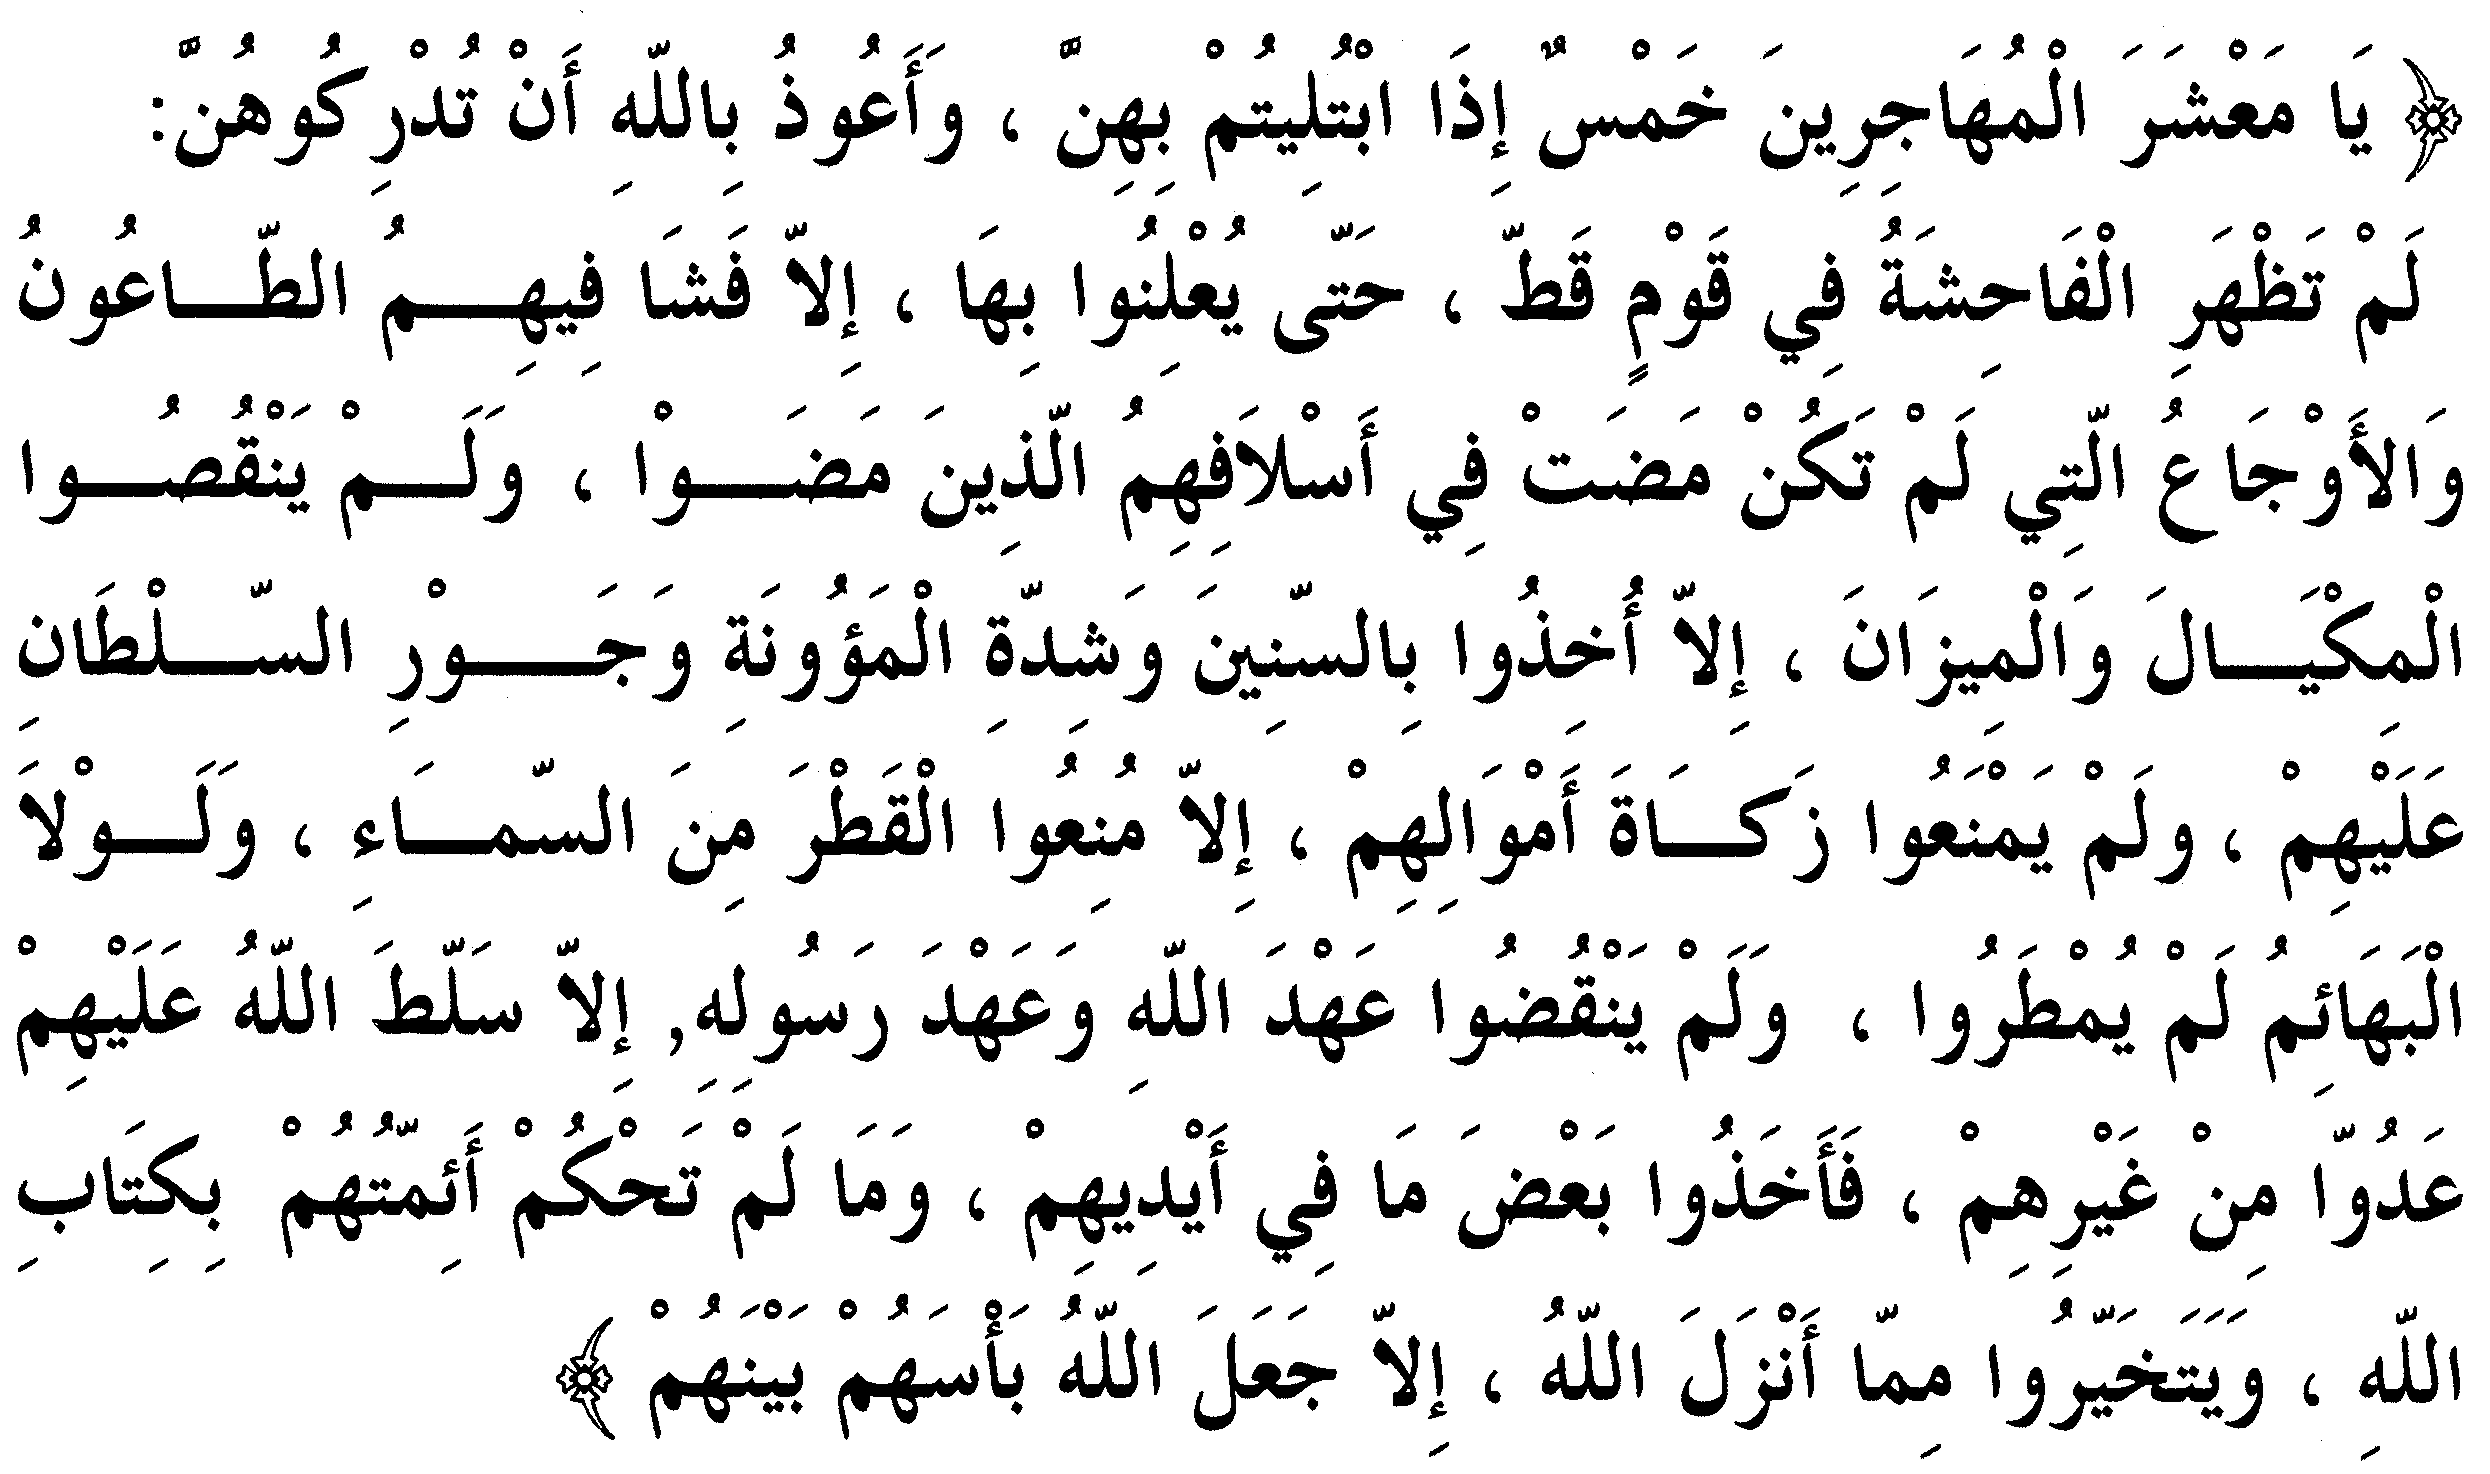 ﴿ يَا مَعْشَرَ الْمُهَاجِرِينَ خَمْسٌ إِذَا ابْتُلِيتُمْ بِهِنَّ ، وَأَعُوذُ بِاللّهِ أَنْ تُدْرِكُوهُنَّ:
لَمْ تَظْهَرِ الْفَاحِشَةُ فِي قَوْمٍ قَطّ ، حَتّى يُعْلِنُوا بِهَا ، إِلاّ فَشَا فِيهِمُ الطّاعُونُ
وَالأَوْجَاعُ الّتِي لَمْ تَكُنْ مَضَتْ فِي أَسْلاَفِهِمُ الّذِينَ مَضَوْا ، وَلَمْ يَنْقُصُوا
الْمِكْيَالَ وَالْمِيزَانَ ، إِلاّ أُخِذُوا بِالسّنِينَ وَشِدّةِ الْمَؤُونَةِ وَجَوْرِ السّلْطَانِ
عَلَيْهِمْ ، ولَمْ يَمْنَعُوا زَكَاةَ أَمْوَالِهِمْ ، إِلاّ مُنِعُوا الْقَطْرَ مِنَ السّمَاءِ ، وَلَوْلاَ
الْبَهَائِمُ لَمْ يُمْطَرُوا ، وَلَمْ يَنْقُضُوا عَهْدَ اللّهِ وَعَهْدَ رَسُولِهِ, إِلاّ سَلّطَ اللّهُ عَلَيْهِمْ
عَدُوّا مِنْ غَيْرِهِمْ ، فَأَخَذُوا بَعْضَ مَا فِي أَيْدِيهِمْ ، وَمَا لَمْ تَحْكُمْ أَئِمّتُهُمْ بِكِتَابِ
اللّهِ ، وَيَتَخَيّرُوا مِمّا أَنْزَلَ اللّهُ ، إِلاّ جَعَلَ اللّهُ بَأْسَهُمْ بَيْنَهُمْ ﴾